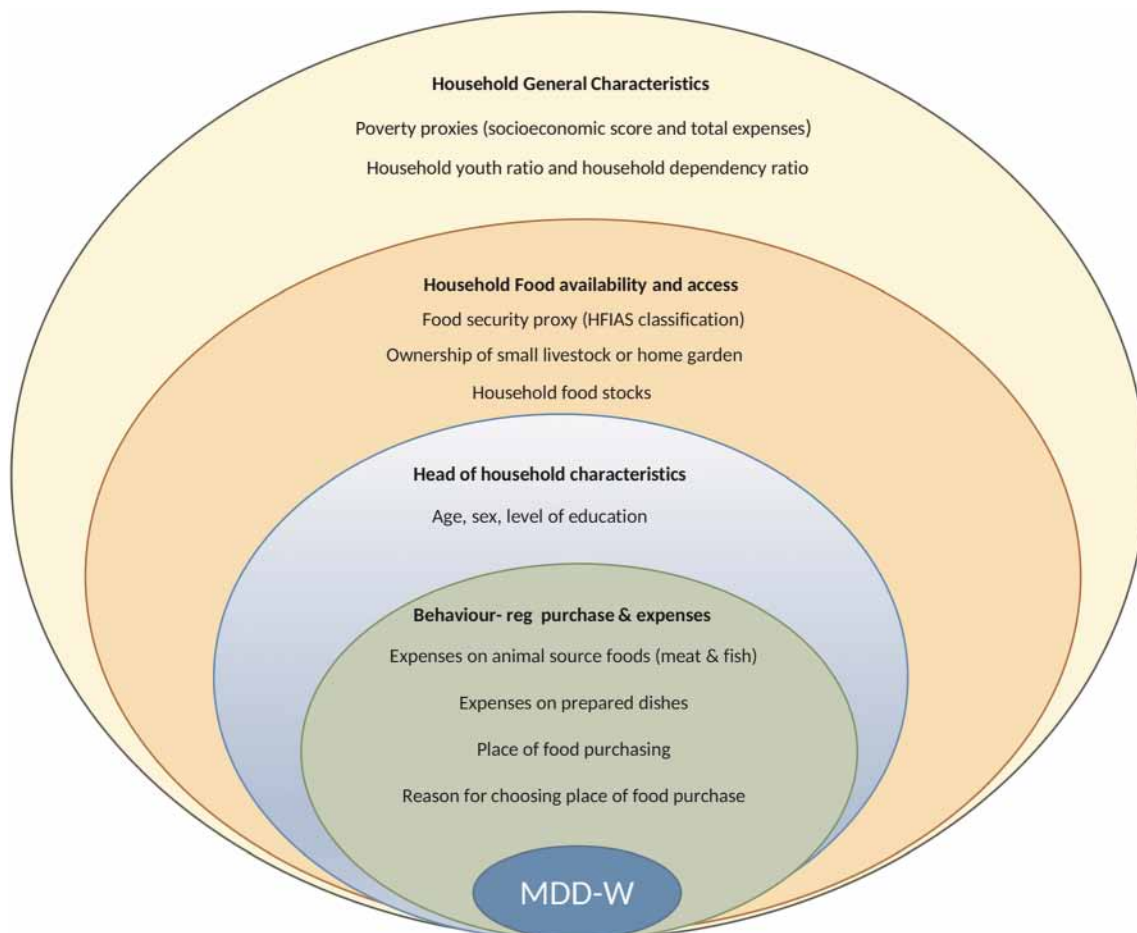 Household General Characteristics
Poverty proxies (socioeconomic score and total expenses)
Household youth ratio and household dependency ratio
Household Food availability and access
Food security proxy (HFIAS classification)
Ownership of small livestock or home garden
Household food stocks
Head of household characteristics
Age, sex, level of education
Behaviour- reg purchase & expenses
Expenses on animal source foods (meat & fish)
Expenses on prepared dishes
Place of food purchasing
Reason for choosing place of food purchase
MDD-W